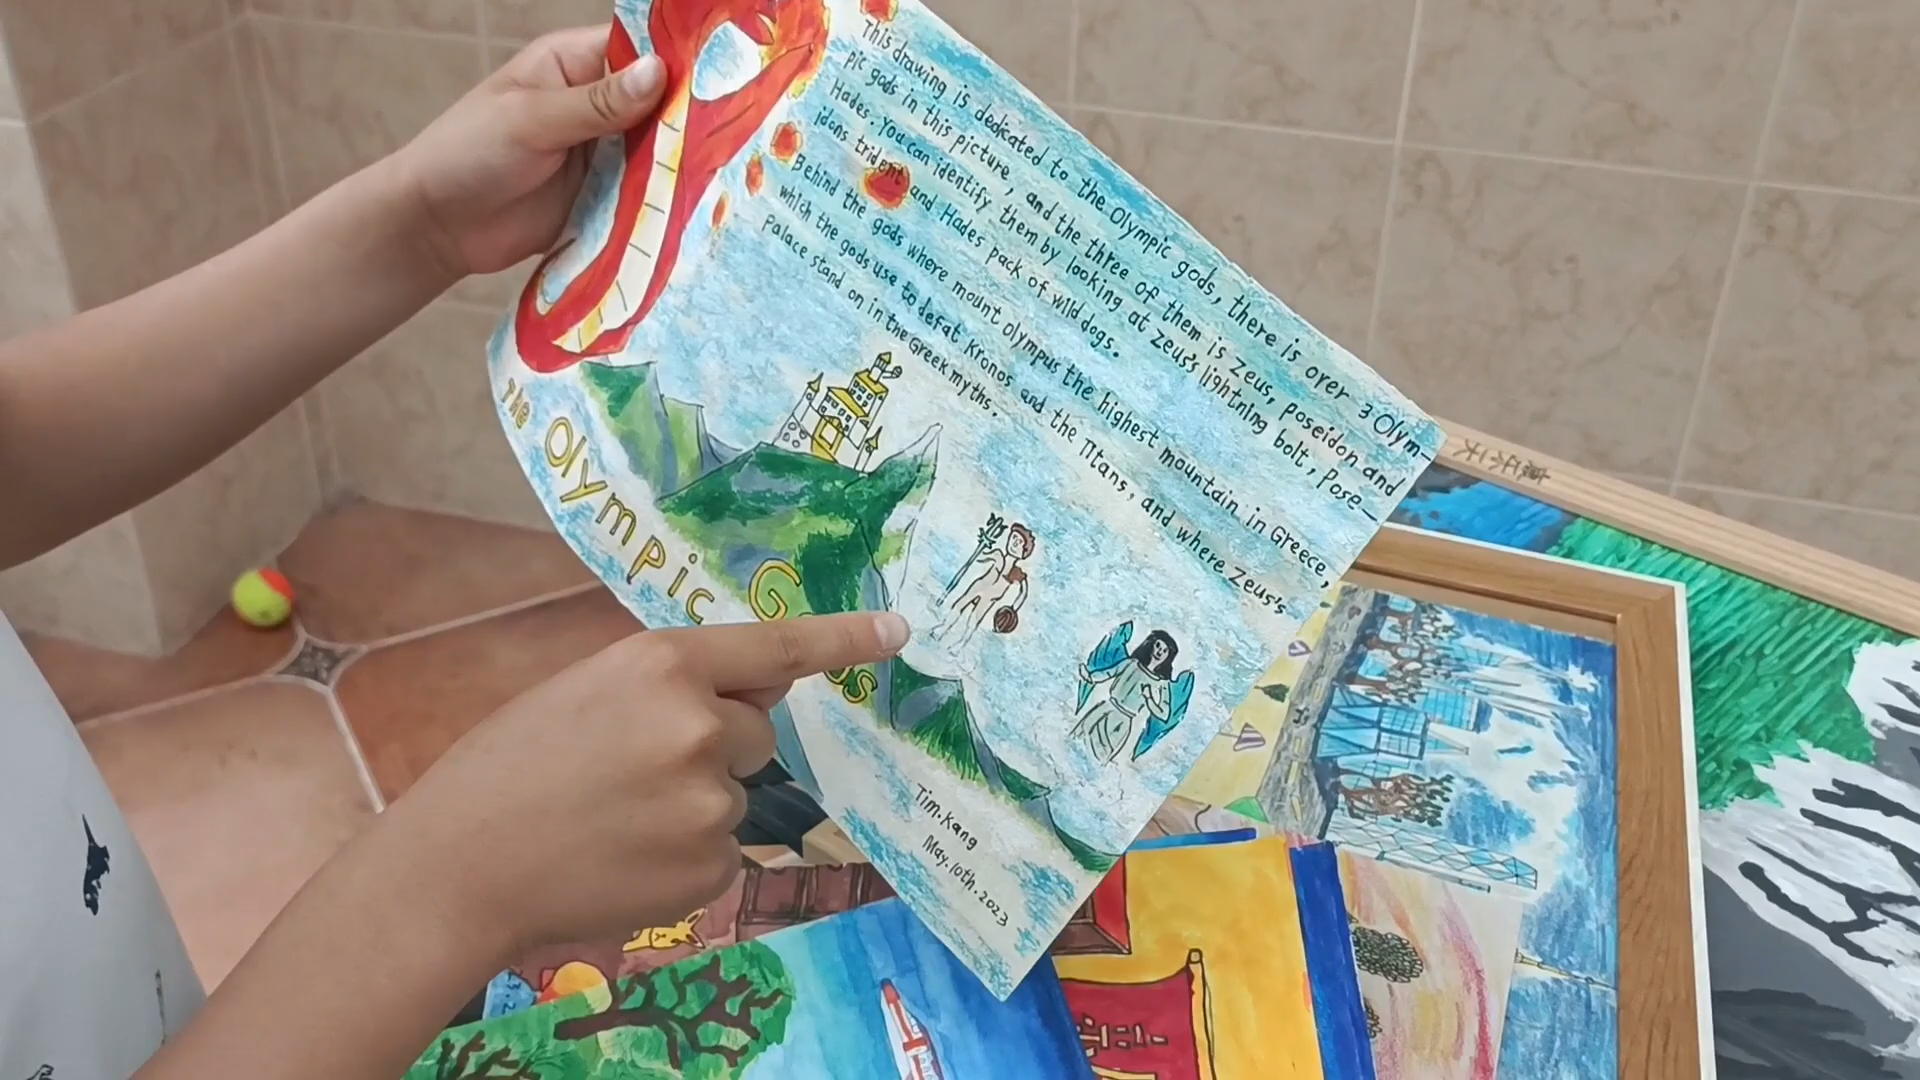 This drawing is dedicated to the Olympic gods, there is orer 3 Olym-
pic gods in this picture, and the three of them is Zeus, poseidon and
Hades. You can identify them by looking at Zeus's lightning bolt, Pose-
idons trident and Hades pack of wild dogs.
Behind the gods where mount olympus the highest mountain in Greece,
which the gods use to defat Kronos and the TItans, and where Zeus's
Palace stand on in the Greek myths.
The Olympic
Tim.Kang
May.10th.2023